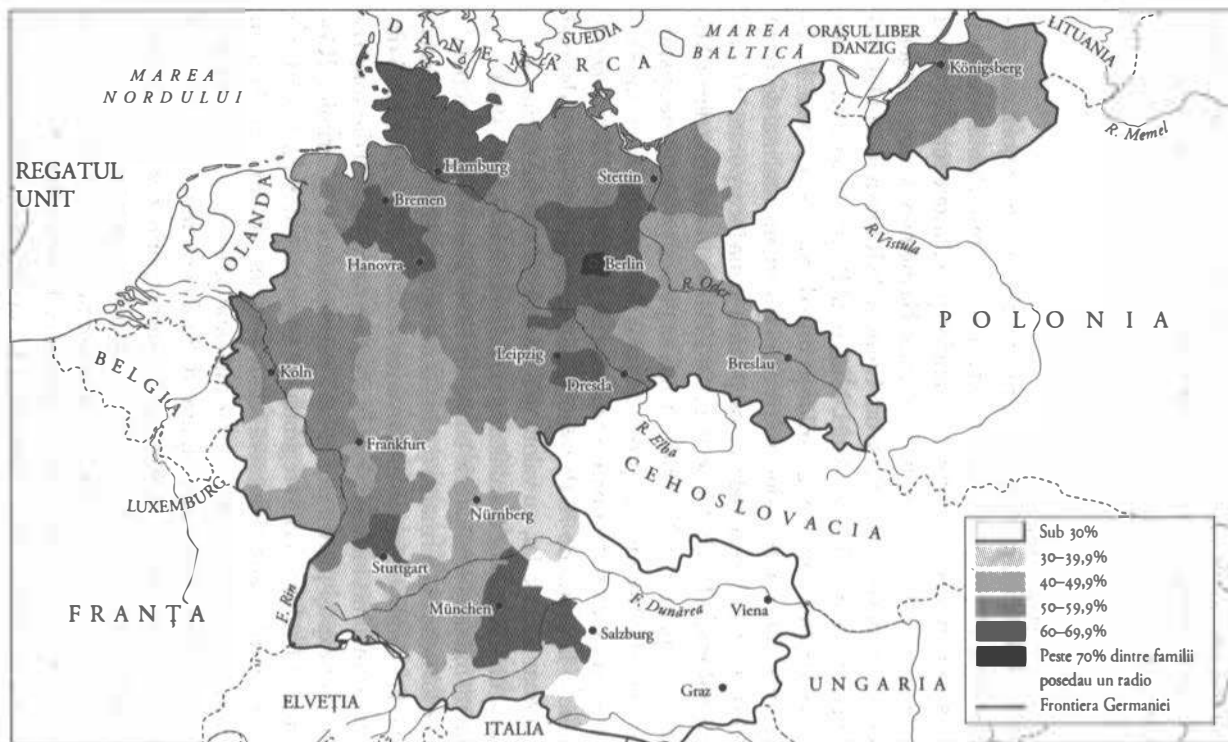 DANEMARCA
SUEDIA
MAREA
BALTICĂ
ORAȘUL LIBER
DANZIG
LITUANIA
Königsberg
R. Memel
MAREA
NORDULUI
REGATUL
UNIT
OLANDA
Hamburg
Bremen
Stettin
Hanovra
Berlin
R. Oder
R. Vistula
POLONIA
BELGIA
Köln
Leipzig
Dresda
Breslau
Frankfurt
R. Elba
CEHOSLOVACIA
LUXEMBURG
Nürnberg
Stuttgart
FRANȚA
F. Rin
München
F. Dunărea
Viena
Salzburg
Graz
ELVEȚIA
ITALIA
UNGARIA
Sub 30%
30–39,9%
40–49,9%
50–59,9%
60–69,9%
Peste 70% dintre familii
posedau un radio
Frontiera Germaniei